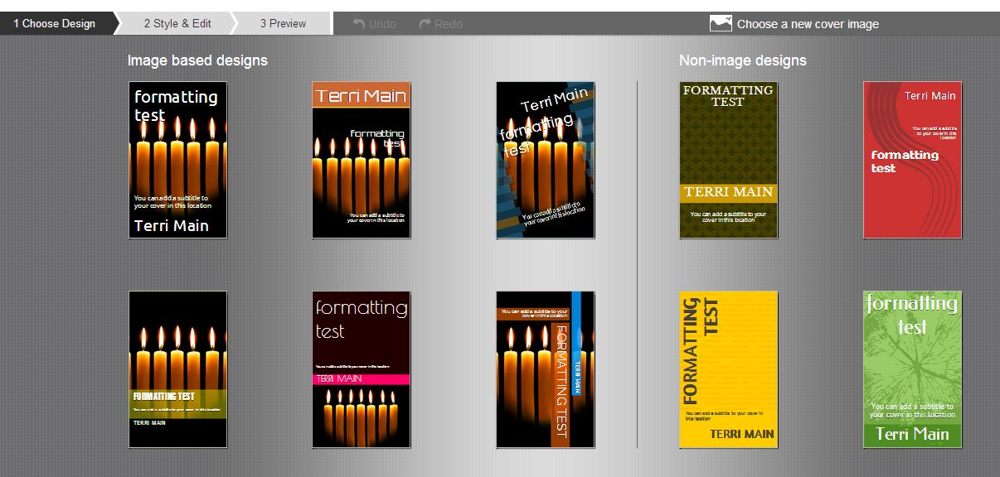 1 Choose Design
2 Style & Edit
3 Preview
Undo
Redo
Choose a new cover image
Image based designs
Non-image designs
formatting
test
You can add a subtitle to
your cover in this location
Terri Main
Terri Main
formatting
test
You can add a subtitle to
your cover in this location
Terri Main
formatting
test
You can add a subtitle to
your cover in this location
FORMATTING
TEST
TERRI MAIN
You can add a subtitle to your
cover in this location
Terri Main
You can add a subtitle
to your cover in this
location
formatting
test
FORMATTING TEST
You can add a subtitle to your cover in this location
TERRI MAIN
formatting
test
You can add a subtitle to your cover in this location
TERRI MAIN
You can add a subtitle to your
cover in this location
FORMATTING TEST
TERRI MAIN
FORMATTING
TEST
You can add a subtitle to your cover in
this location
TERRI MAIN
formatting
test
You can add a subtitle to
your cover in this location
Terri Main